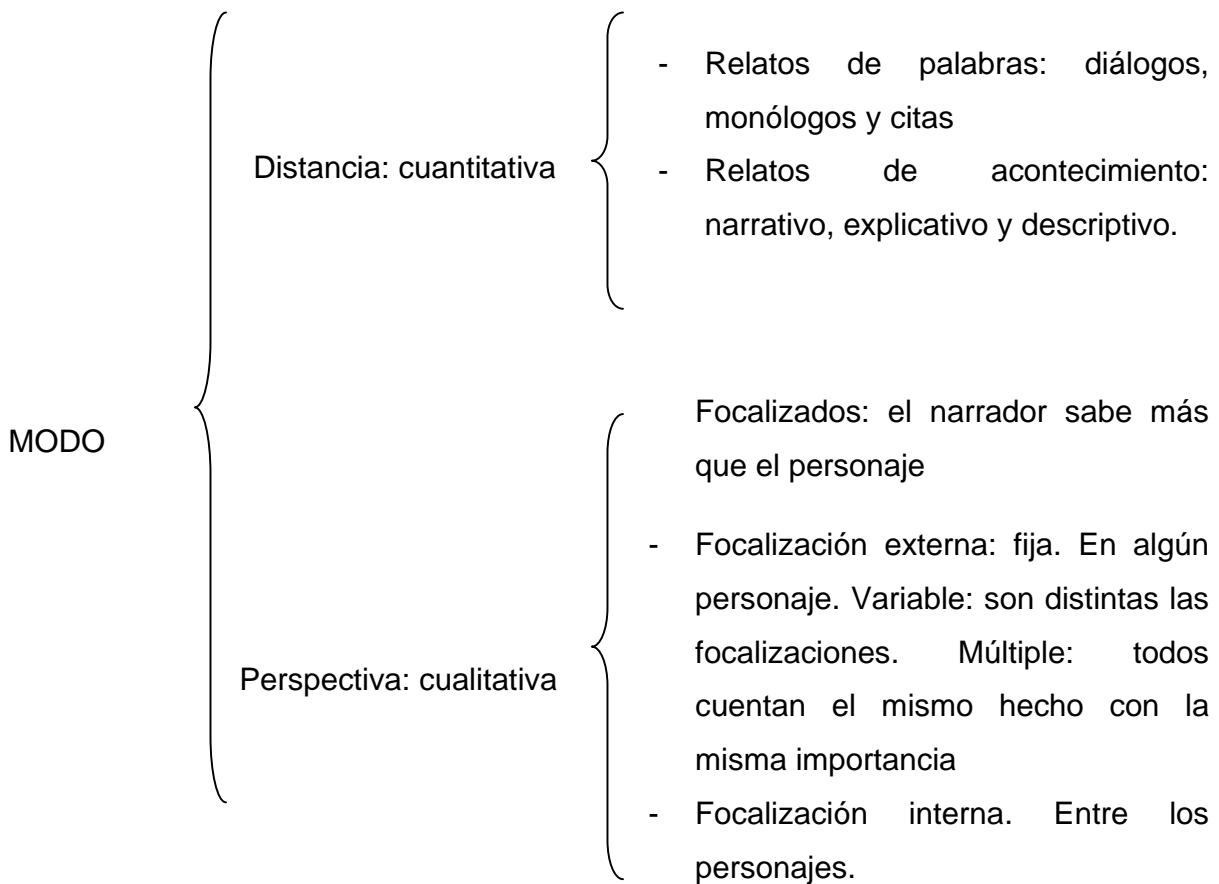 MODO
Distancia: cuantitativa
- Relatos de palabras: diálogos,
monólogos y citas
- Relatos de acontecimiento:
narrativo, explicativo y descriptivo.
Perspectiva: cualitativa
Focalizados: el narrador sabe más
que el personaje
- Focalización externa: fija. En algún
personaje. Variable: son distintas las
focalizaciones. Múltiple: todos
cuentan el mismo hecho con la
misma importancia
- Focalización interna. Entre los
personajes.